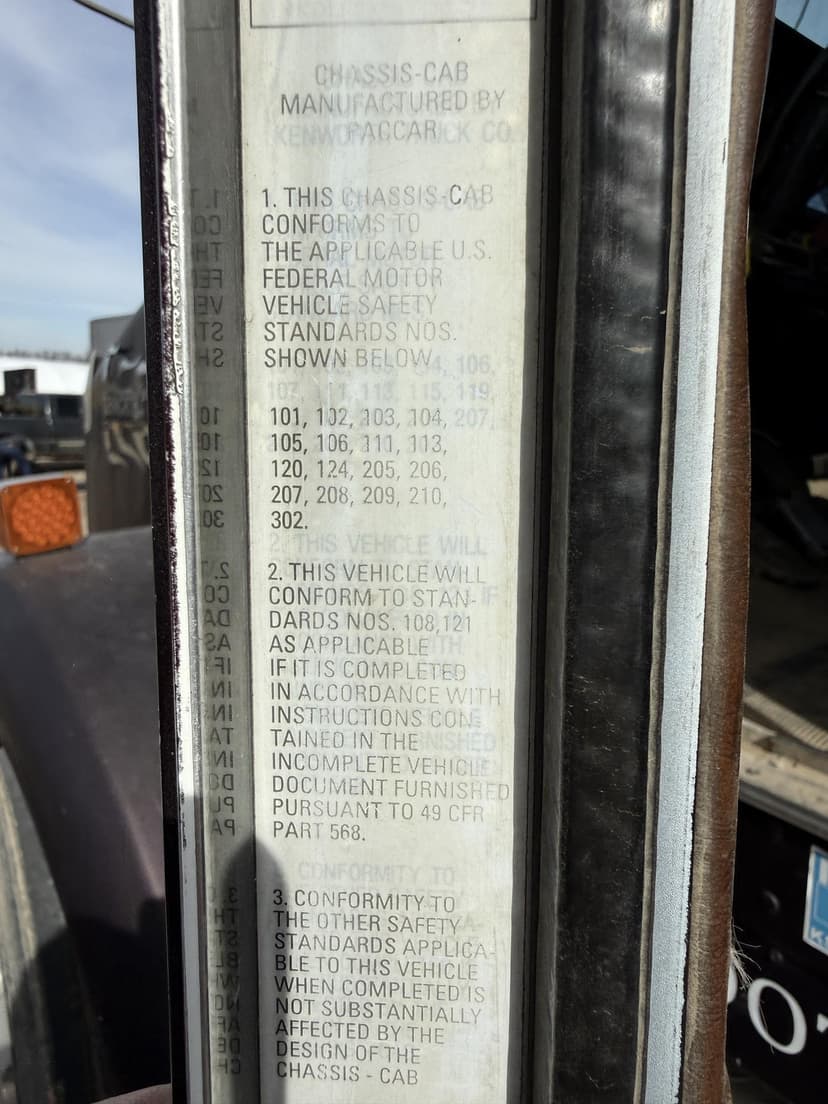 CHASSIS-CAB
MANUFACTURED BY
PACCAR
KENWORTH TRUCK CO.
1. THIS CHASSIS-CAB
CONFORMS TO
THE APPLICABLE U.S.
FEDERAL MOTOR
VEHICLE SAFETY
STANDARDS NOS.
SHOWN BELOW
101, 102, 103, 104,
105, 106, 111, 113,
120, 124, 205, 206,
207, 208, 209, 210,
302.
2. THIS VEHICLE WILL
CONFORM TO STAN-
DARDS NOS. 108,121
AS APPLICABLE
IF IT IS COMPLETED
IN ACCORDANCE WITH
INSTRUCTIONS CON-
TAINED IN THE
INCOMPLETE VEHICLE
DOCUMENT FURNISHED
PURSUANT TO 49 CFR
PART 568.
3. CONFORMITY TO
THE OTHER SAFETY
STANDARDS APPLICA-
BLE TO THIS VEHICLE
WHEN COMPLETED IS
NOT SUBSTANTIALLY
AFFECTED BY THE
DESIGN OF THE
CHASSIS - CAB